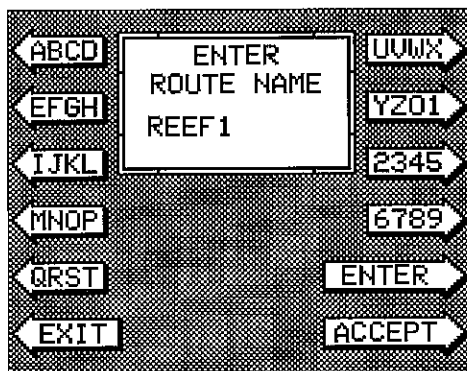 ABCD
EFGH
IJKL
MNOP
QRST
EXIT
ENTER
ROUTE NAME
REEF1
UVWX
YZ01
2345
6789
ENTER
ACCEPT